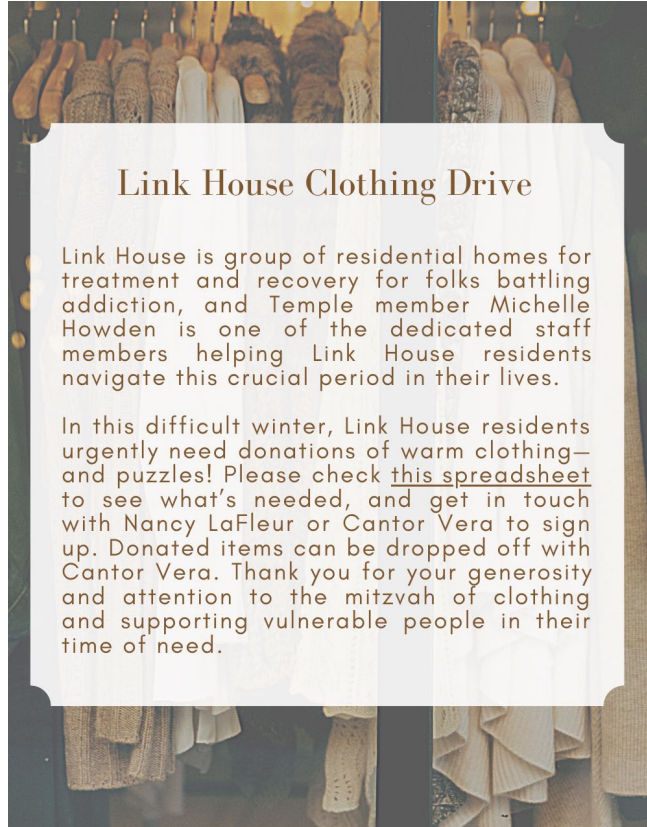 Link House Clothing Drive
Link House is group of residential homes for
treatment and recovery for folks battling
addiction, and Temple member Michelle
Howden is one of the dedicated staff
members helping Link House residents
navigate this crucial period in their lives.
In this difficult winter, Link House residents
urgently need donations of warm clothing—
and puzzles! Please check this spreadsheet
to see what's needed, and get in touch
with Nancy LaFleur or Cantor Vera to sign
up. Donated items can be dropped off with
Cantor Vera. Thank you for your generosity
and attention to the mitzvah of clothing
and supporting vulnerable people in their
time of need.